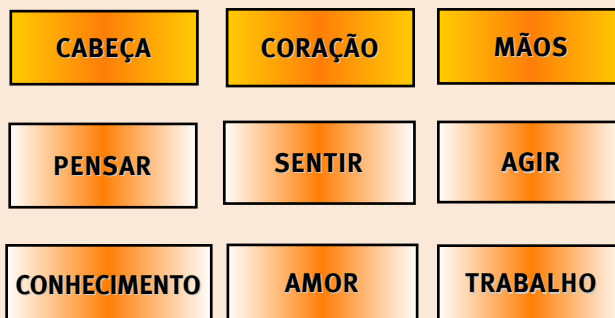 CABEÇA CORAÇÃO MÃOS
PENSAR SENTIR AGIR
CONHECIMENTO AMOR TRABALHO